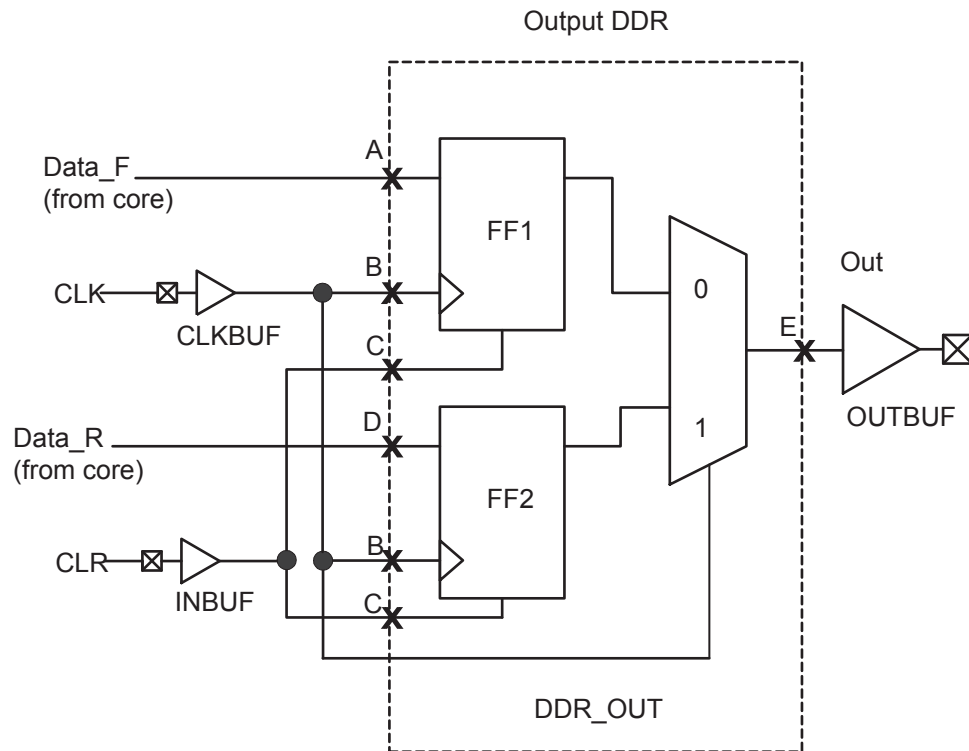 Output DDR
A
Data_F
(from core)
FF1
B
CLK
CLKBUF
0
Out
E
C
OUTBUF
D
Data_R
(from core)
1
FF2
B
CLR
INBUF
C
DDR_OUT